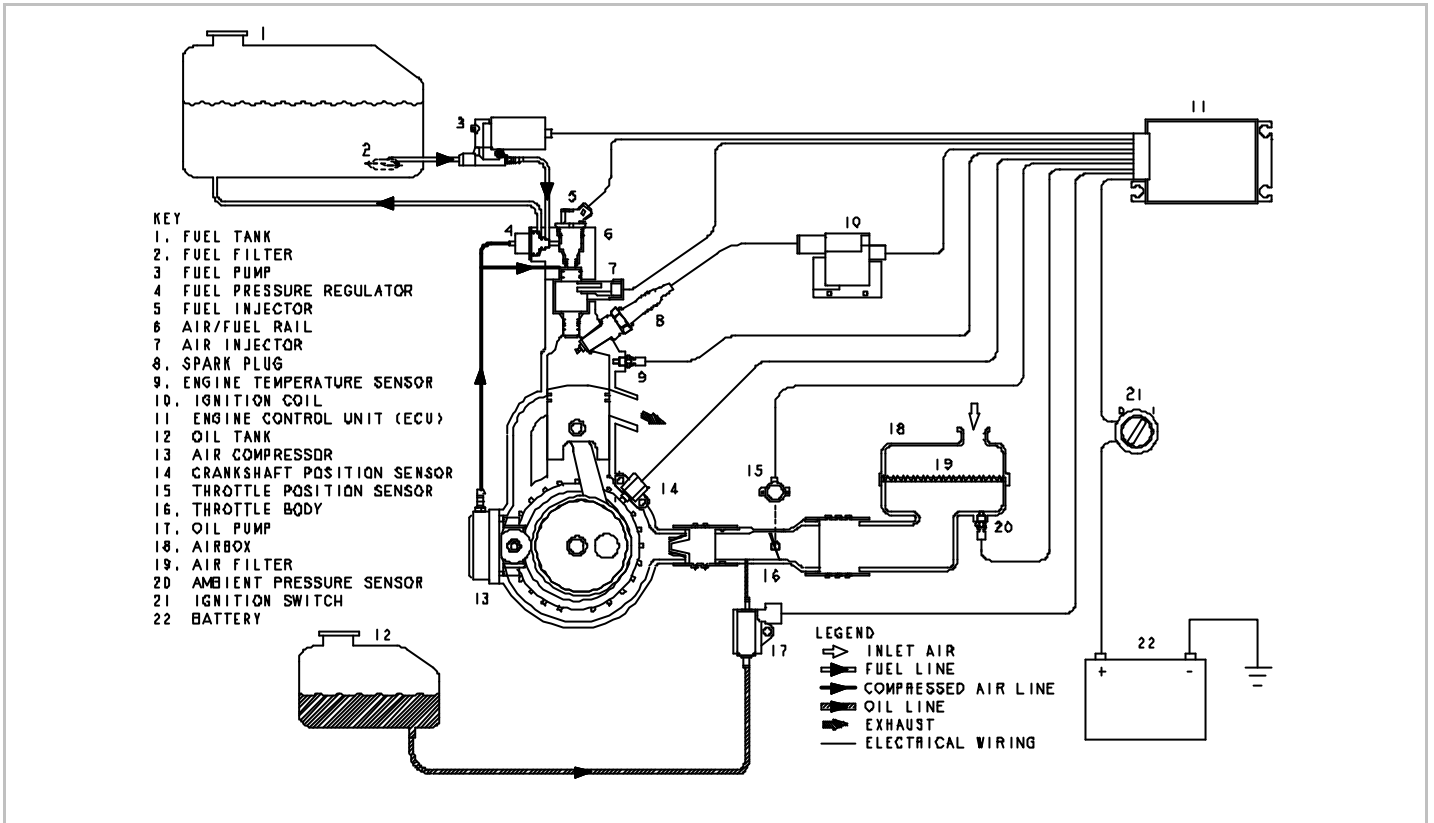 1
11
3
2
5
4
6
10
7
8
9
21
0 I
18
19
15
14
20
16
13
17
12
22
+ -
KEY
1. FUEL TANK
2. FUEL FILTER
3 FUEL PUMP
4 FUEL PRESSURE REGULATOR
5 FUEL INJECTOR
6 AIR/FUEL RAIL
7 AIR INJECTOR
8. SPARK PLUG
9. ENGINE TEMPERATURE SENSOR
10. IGNITION COIL
11 ENGINE CONTROL UNIT (ECU)
12 OIL TANK
13 AIR COMPRESSOR
14 CRANKSHAFT POSITION SENSOR
15 THROTTLE POSITION SENSOR
16. THROTTLE BODY
17. OIL PUMP
18. AIRBOX
19. AIR FILTER
20 AMBIENT PRESSURE SENSOR
21 IGNITION SWITCH
22 BATTERY
LEGEND
INLET AIR
FUEL LINE
COMPRESSED AIR LINE
OIL LINE
EXHAUST
ELECTRICAL WIRING